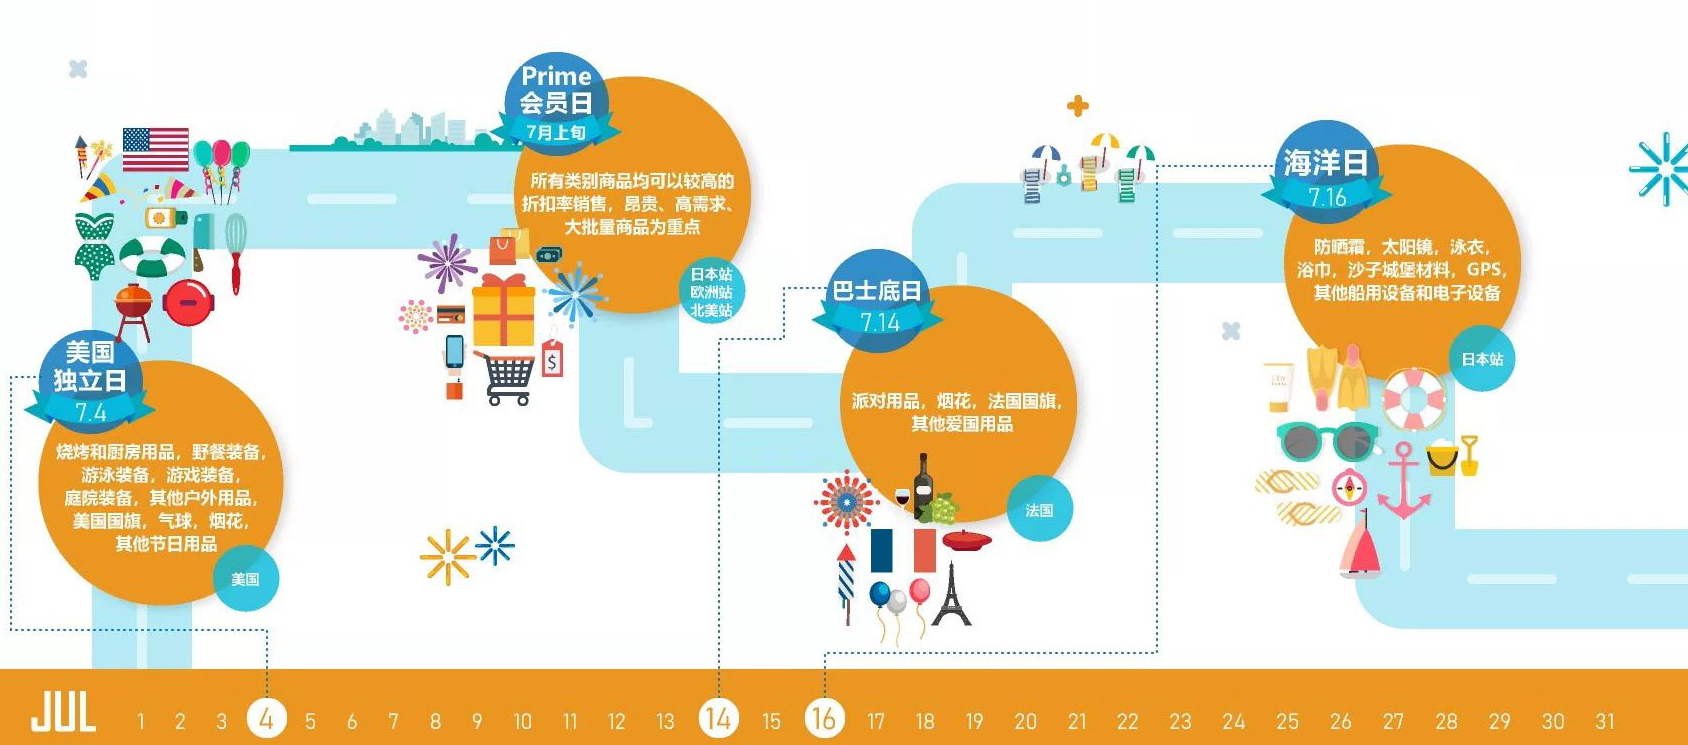 美国
独立日
7.4
烧烤和厨房用品，野餐装备，
游泳装备，游戏装备，
庭院装备，其他户外用品，
美国国旗，气球，烟花，
其他节日用品
美国
Prime
会员日
7月上旬
所有类别商品均可以较高的
折扣率销售，昂贵、高需求、
大批量商品为重点
日本站
欧洲站
北美站
$
巴士底日
7.14
派对用品，烟花，法国国旗，
其他爱国用品
法国
海洋日
7.16
防晒霜，太阳镜，泳衣，
浴巾，沙子城堡材料，GPS，
其他船用设备和电子设备
日本站
JUL 1 2 3 4 5 6 7 8 9 10 11 12 13 14 15 16 17 18 19 20 21 22 23 24 25 26 27 28 29 30 31